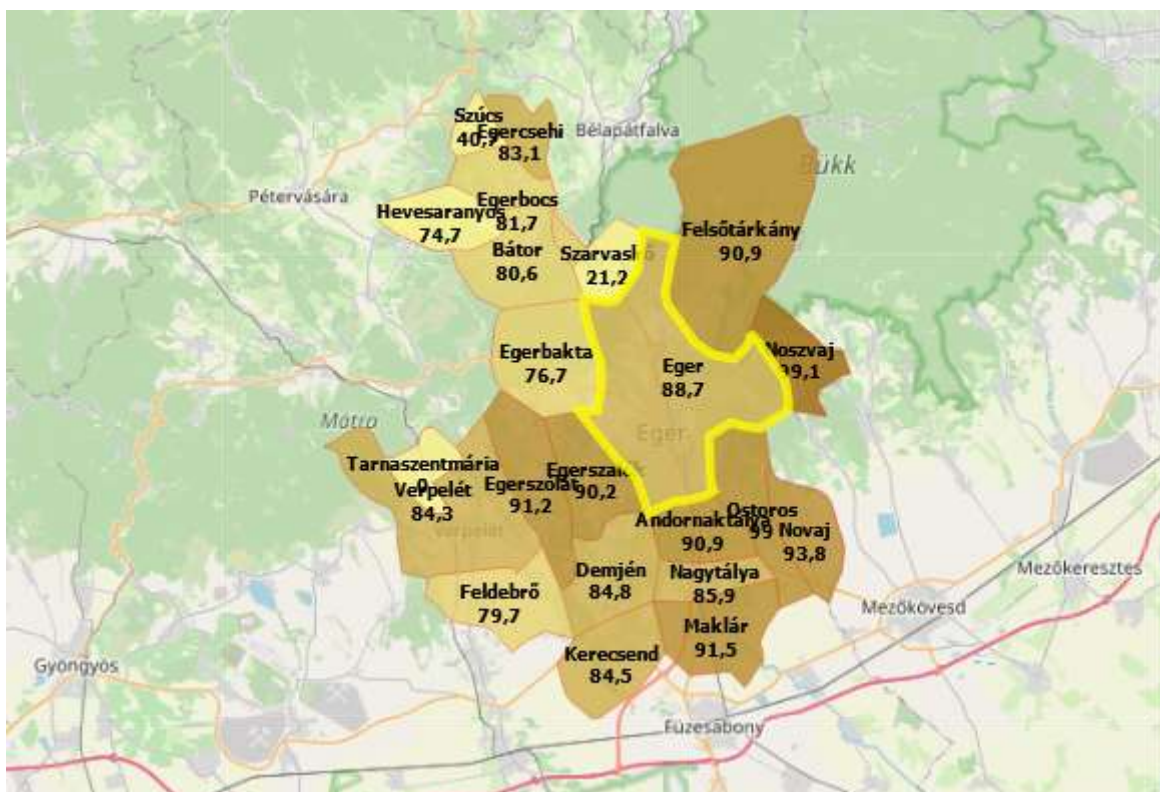 Szúcs
40,7
Egercsehi
83,1
Bélapátfalva
Bükk
Pétervására
Egerbocs
81,7
Hevesaranyos
74,7
Felsőtárkány
90,9
Bátor
80,6
Szarvaskő
21,2
Egerbakta
76,7
Eger
88,7
Noszvaj
99,1
Mátra
Eger
Tarnaszentmária
0
Verpelét
84,3
Verpelét
Egerszólát
91,2
Egerszalók
90,2
Ostoros
99
Andornaktálya
90,9
Novaj
93,8
Demjén
84,8
Nagytálya
85,9
Mezőkeresztes
Feldebrő
79,7
Mezőkövesd
Maklár
91,5
Kerecsend
84,5
Gyöngyös
Füzesabony